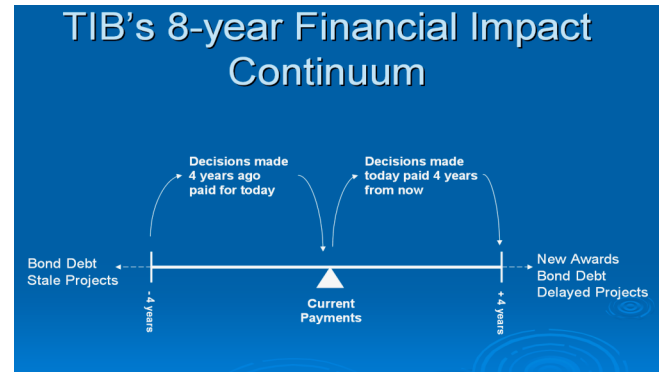 TIB's 8-year Financial Impact
Continuum
Decisions made
4 years ago
paid for today
Decisions made
today paid 4 years
from now
Bond Debt
Stale Projects
- 4 years
Current
Payments
+ 4 years
New Awards
Bond Debt
Delayed Projects